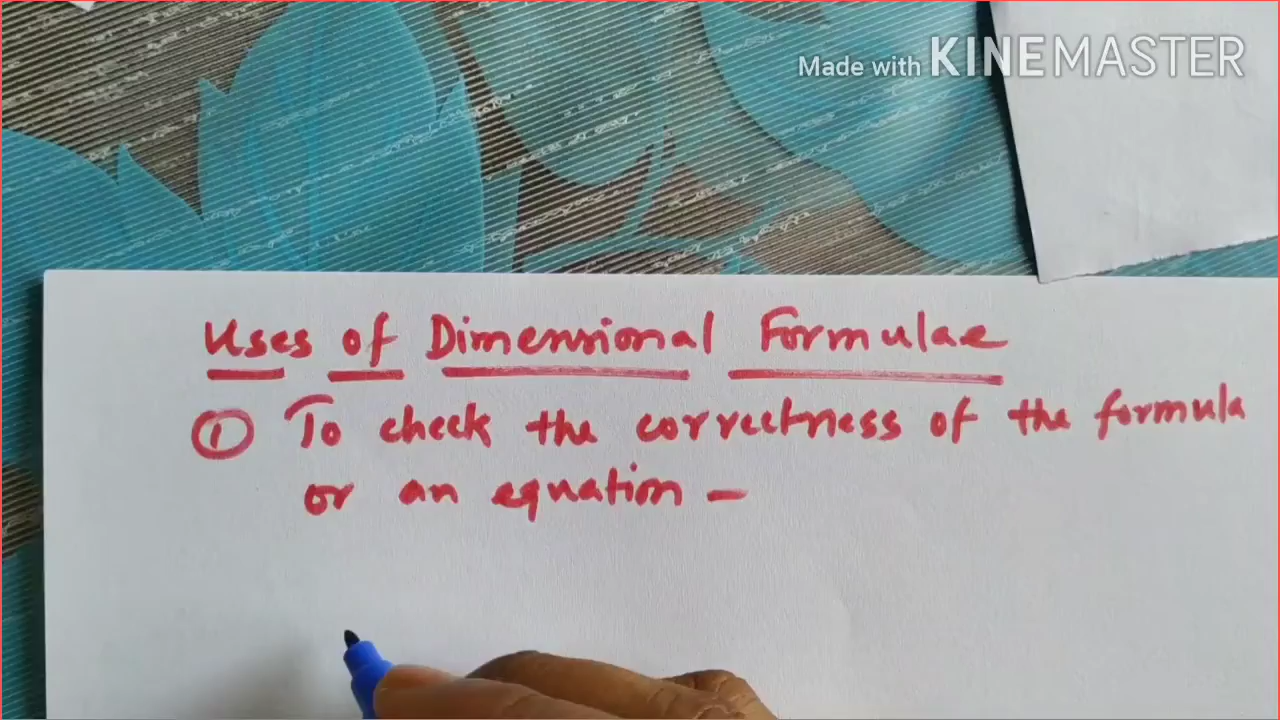 Made with KINEMASTER
Uses of Dimensional Formulae
① To check the correctness of the formula
or an equation –